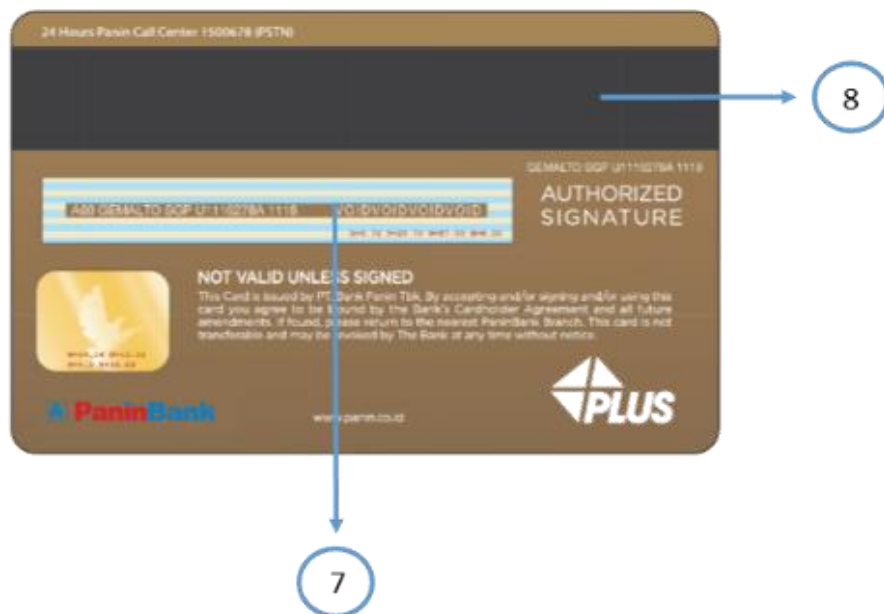 24 Hours Panin Call Center 1500678 (PSTN)
8
GEMALTO SGP U1110278A 1118
AUTHORIZED
SIGNATURE
A60 GEMALTO SGP U1110278A 1118 VOIDVOIDVOIDVOID
NOT VALID UNLESS SIGNED
This Card is issued by PT. Bank Panin Tbk. By accepting and/or signing and/or using this
card you agree to be bound by the Bank's Cardholder Agreement and all future
amendments. If found, please return to the nearest PaninBank Branch. This card is not
transferable and may be revoked by The Bank at any time without notice.
PaninBank
www.panin.co.id
PLUS
7